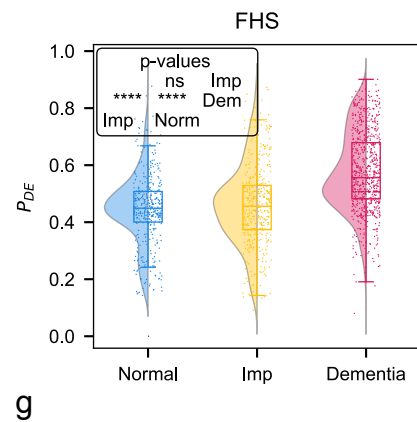 FHS
p-values
ns Imp
**** **** Dem
Imp Norm
P_DE
1.0
0.8
0.6
0.4
0.2
0.0
Normal Imp Dementia
g